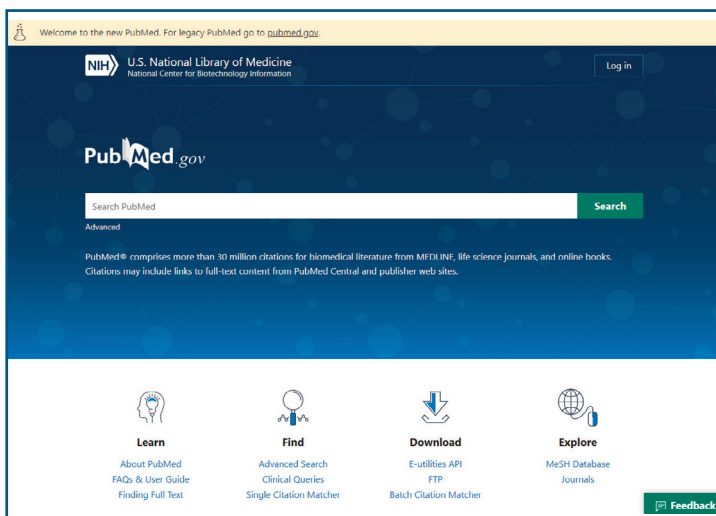 Welcome to the new PubMed. For legacy PubMed go to pubmed.gov.
NIH U.S. National Library of Medicine
National Center for Biotechnology Information
Log in
PubMed.gov
Search PubMed
Search
Advanced
PubMed® comprises more than 30 million citations for biomedical literature from MEDLINE, life science journals, and online books.
Citations may include links to full-text content from PubMed Central and publisher web sites.
Learn
About PubMed
FAQs & User Guide
Finding Full Text
Find
Advanced Search
Clinical Queries
Single Citation Matcher
Download
E-utilities API
FTP
Batch Citation Matcher
Explore
MeSH Database
Journals
Feedback